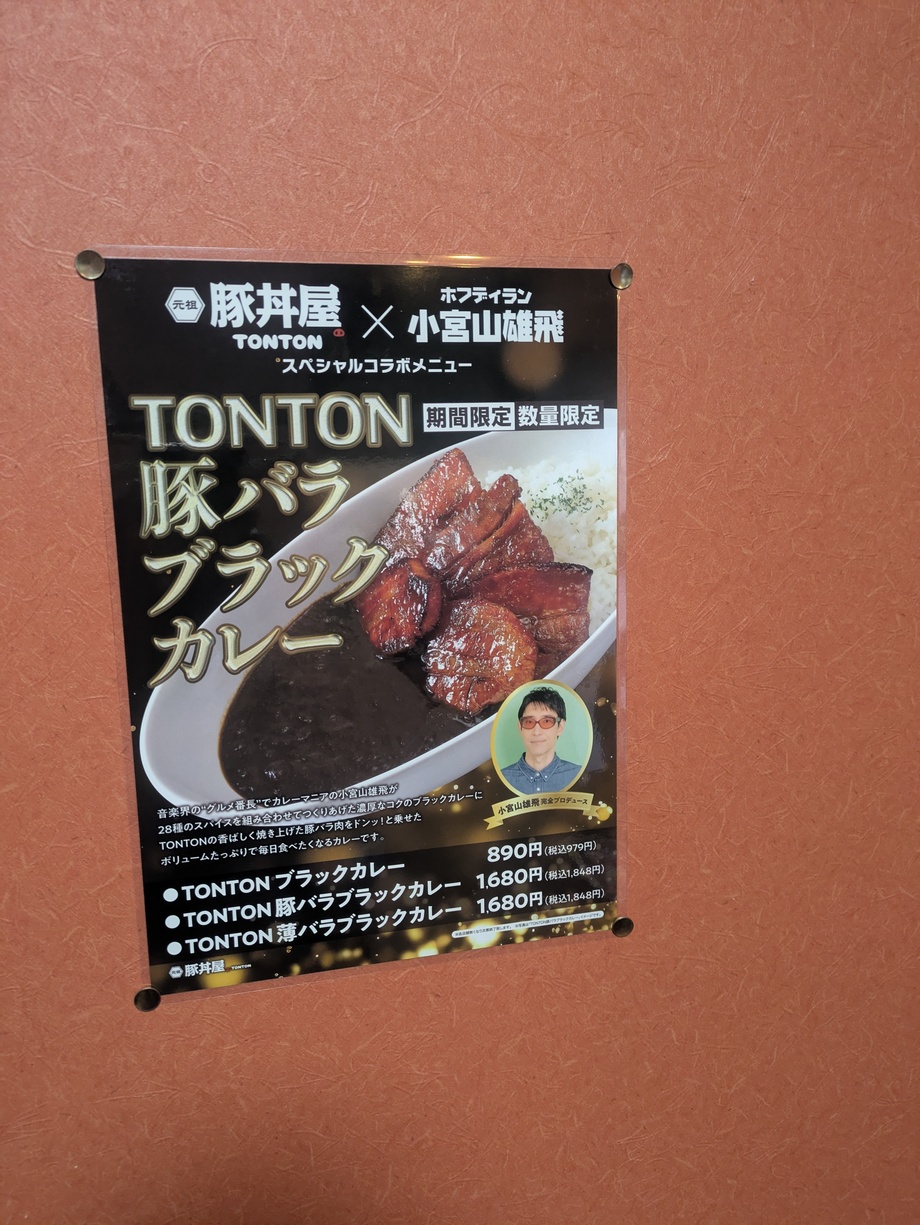 元祖 豚丼屋 TONTON × ホフディラン 小宮山雄飛
スペシャルコラボメニュー
TONTON
期間限定 数量限定
豚バラ
ブラック
カレー
小宮山雄飛 完全プロデュース
音楽界の“グルメ番長”でカレーマニアの小宮山雄飛が
28種のスパイスを組み合わせてつくりあげた濃厚なコクのブラックカレーに
TONTONの香ばしく焼き上げた豚バラ肉をドンッ！と乗せた
ボリュームたっぷりで毎日食べたくなるカレーです。
●TONTON ブラックカレー 890円(税込979円)
●TONTON 豚バラブラックカレー 1,680円(税込1,848円)
●TONTON 薄バラブラックカレー 1,680円(税込1,848円)
元祖 豚丼屋 TONTON